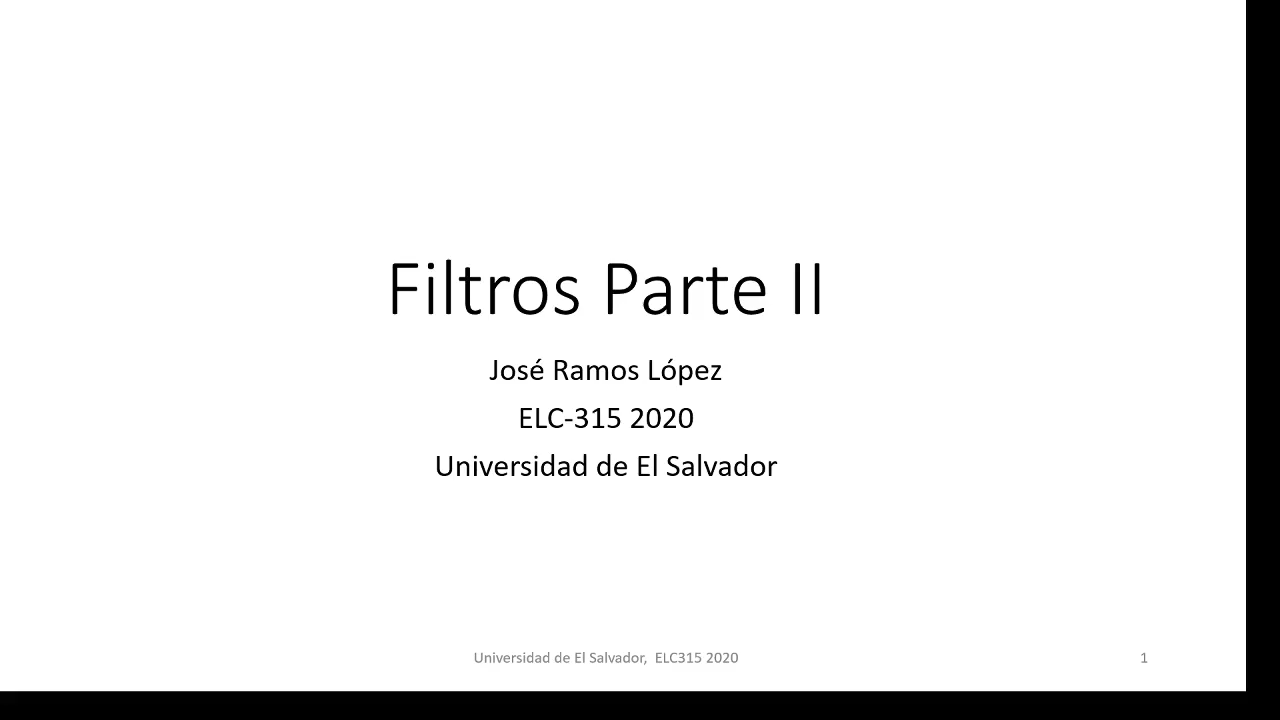 Filtros Parte II
José Ramos López
ELC-315 2020
Universidad de El Salvador
Universidad de El Salvador, ELC315 2020
1